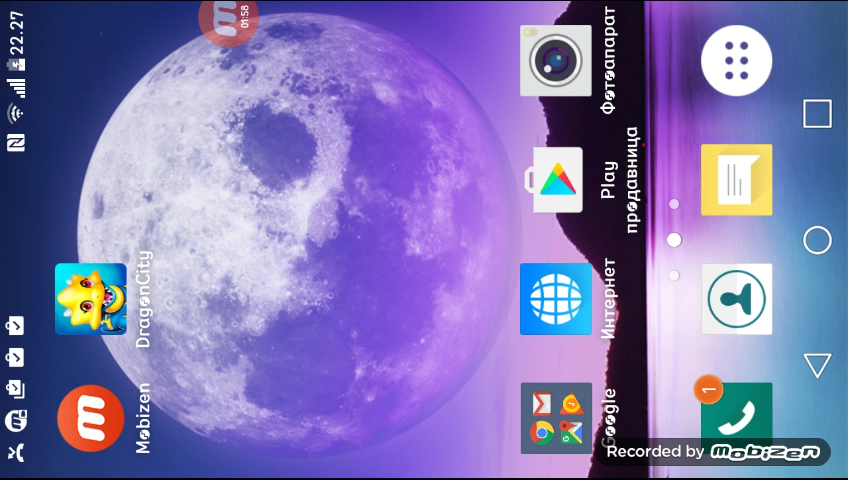 22.27
01:58
Mobizen
DragonCity
Google
Интернет
Play
продавница
Фотоапарат
1
Recorded by mobizen